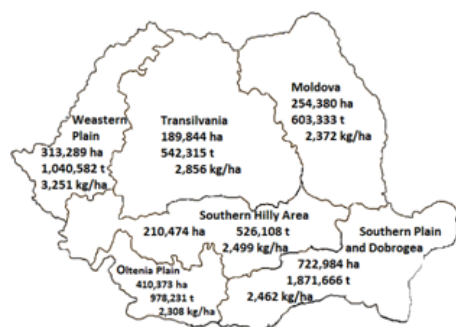 Moldova
254,380 ha
603,333 t
2,372 kg/ha
Weastern
Plain
313,289 ha
1,040,582 t
3,251 kg/ha
Transilvania
189,844 ha
542,315 t
2,856 kg/ha
Southern Hilly Area
210,474 ha 526,108 t
2,499 kg/ha
Southern Plain
and Dobrogea
722,984 ha
1,871,666 t
2,462 kg/ha
Oltenia Plain
410,373 ha
978,231 t
2,308 kg/ha